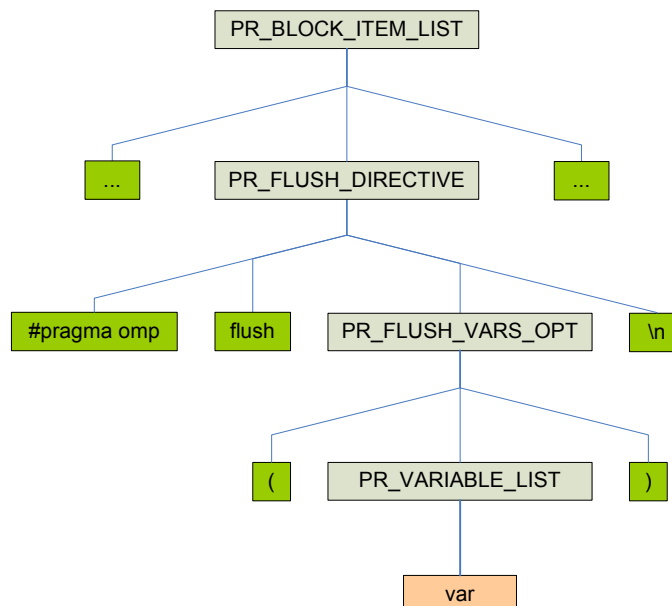 PR_BLOCK_ITEM_LIST
...
PR_FLUSH_DIRECTIVE
...
#pragma omp
flush
PR_FLUSH_VARS_OPT
\n
(
PR_VARIABLE_LIST
)
var